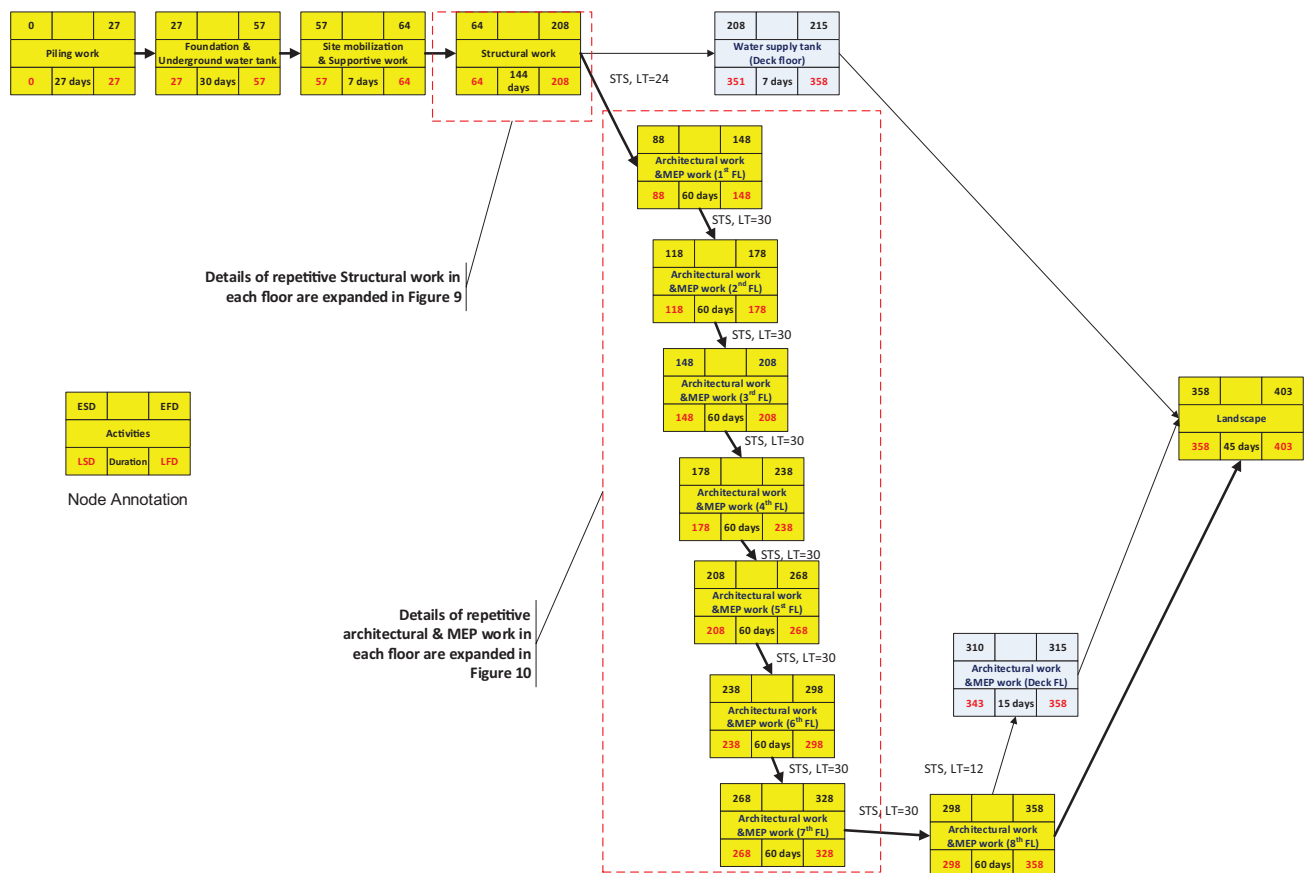 0 27
Piling work
0 27 days 27
27 57
Foundation &
Underground water tank
27 30 days 57
57 64
Site mobilization
& Supportive work
57 7 days 64
64 208
Structural work
64 144 days 208
208 215
Water supply tank
(Deck floor)
351 7 days 358
STS, LT=24
88 148
Architectural work
&MEP work (1st FL)
88 60 days 148
STS, LT=30
118 178
Architectural work
&MEP work (2nd FL)
118 60 days 178
STS, LT=30
148 208
Architectural work
&MEP work (3rd FL)
148 60 days 208
STS, LT=30
178 238
Architectural work
&MEP work (4th FL)
178 60 days 238
STS, LT=30
208 268
Architectural work
&MEP work (5st FL)
208 60 days 268
STS, LT=30
238 298
Architectural work
&MEP work (6th FL)
238 60 days 298
STS, LT=30
268 328
Architectural work
&MEP work (7th FL)
268 60 days 328
STS, LT=30
298 358
Architectural work
&MEP work (8th FL)
298 60 days 358
STS, LT=12
310 315
Architectural work
&MEP work (Deck FL)
343 15 days 358
358 403
Landscape
358 45 days 403
Details of repetitive Structural work in
each floor are expanded in Figure 9
ESD EFD
Activities
LSD Duration LFD
Node Annotation
Details of repetitive
architectural & MEP work in
each floor are expanded in
Figure 10